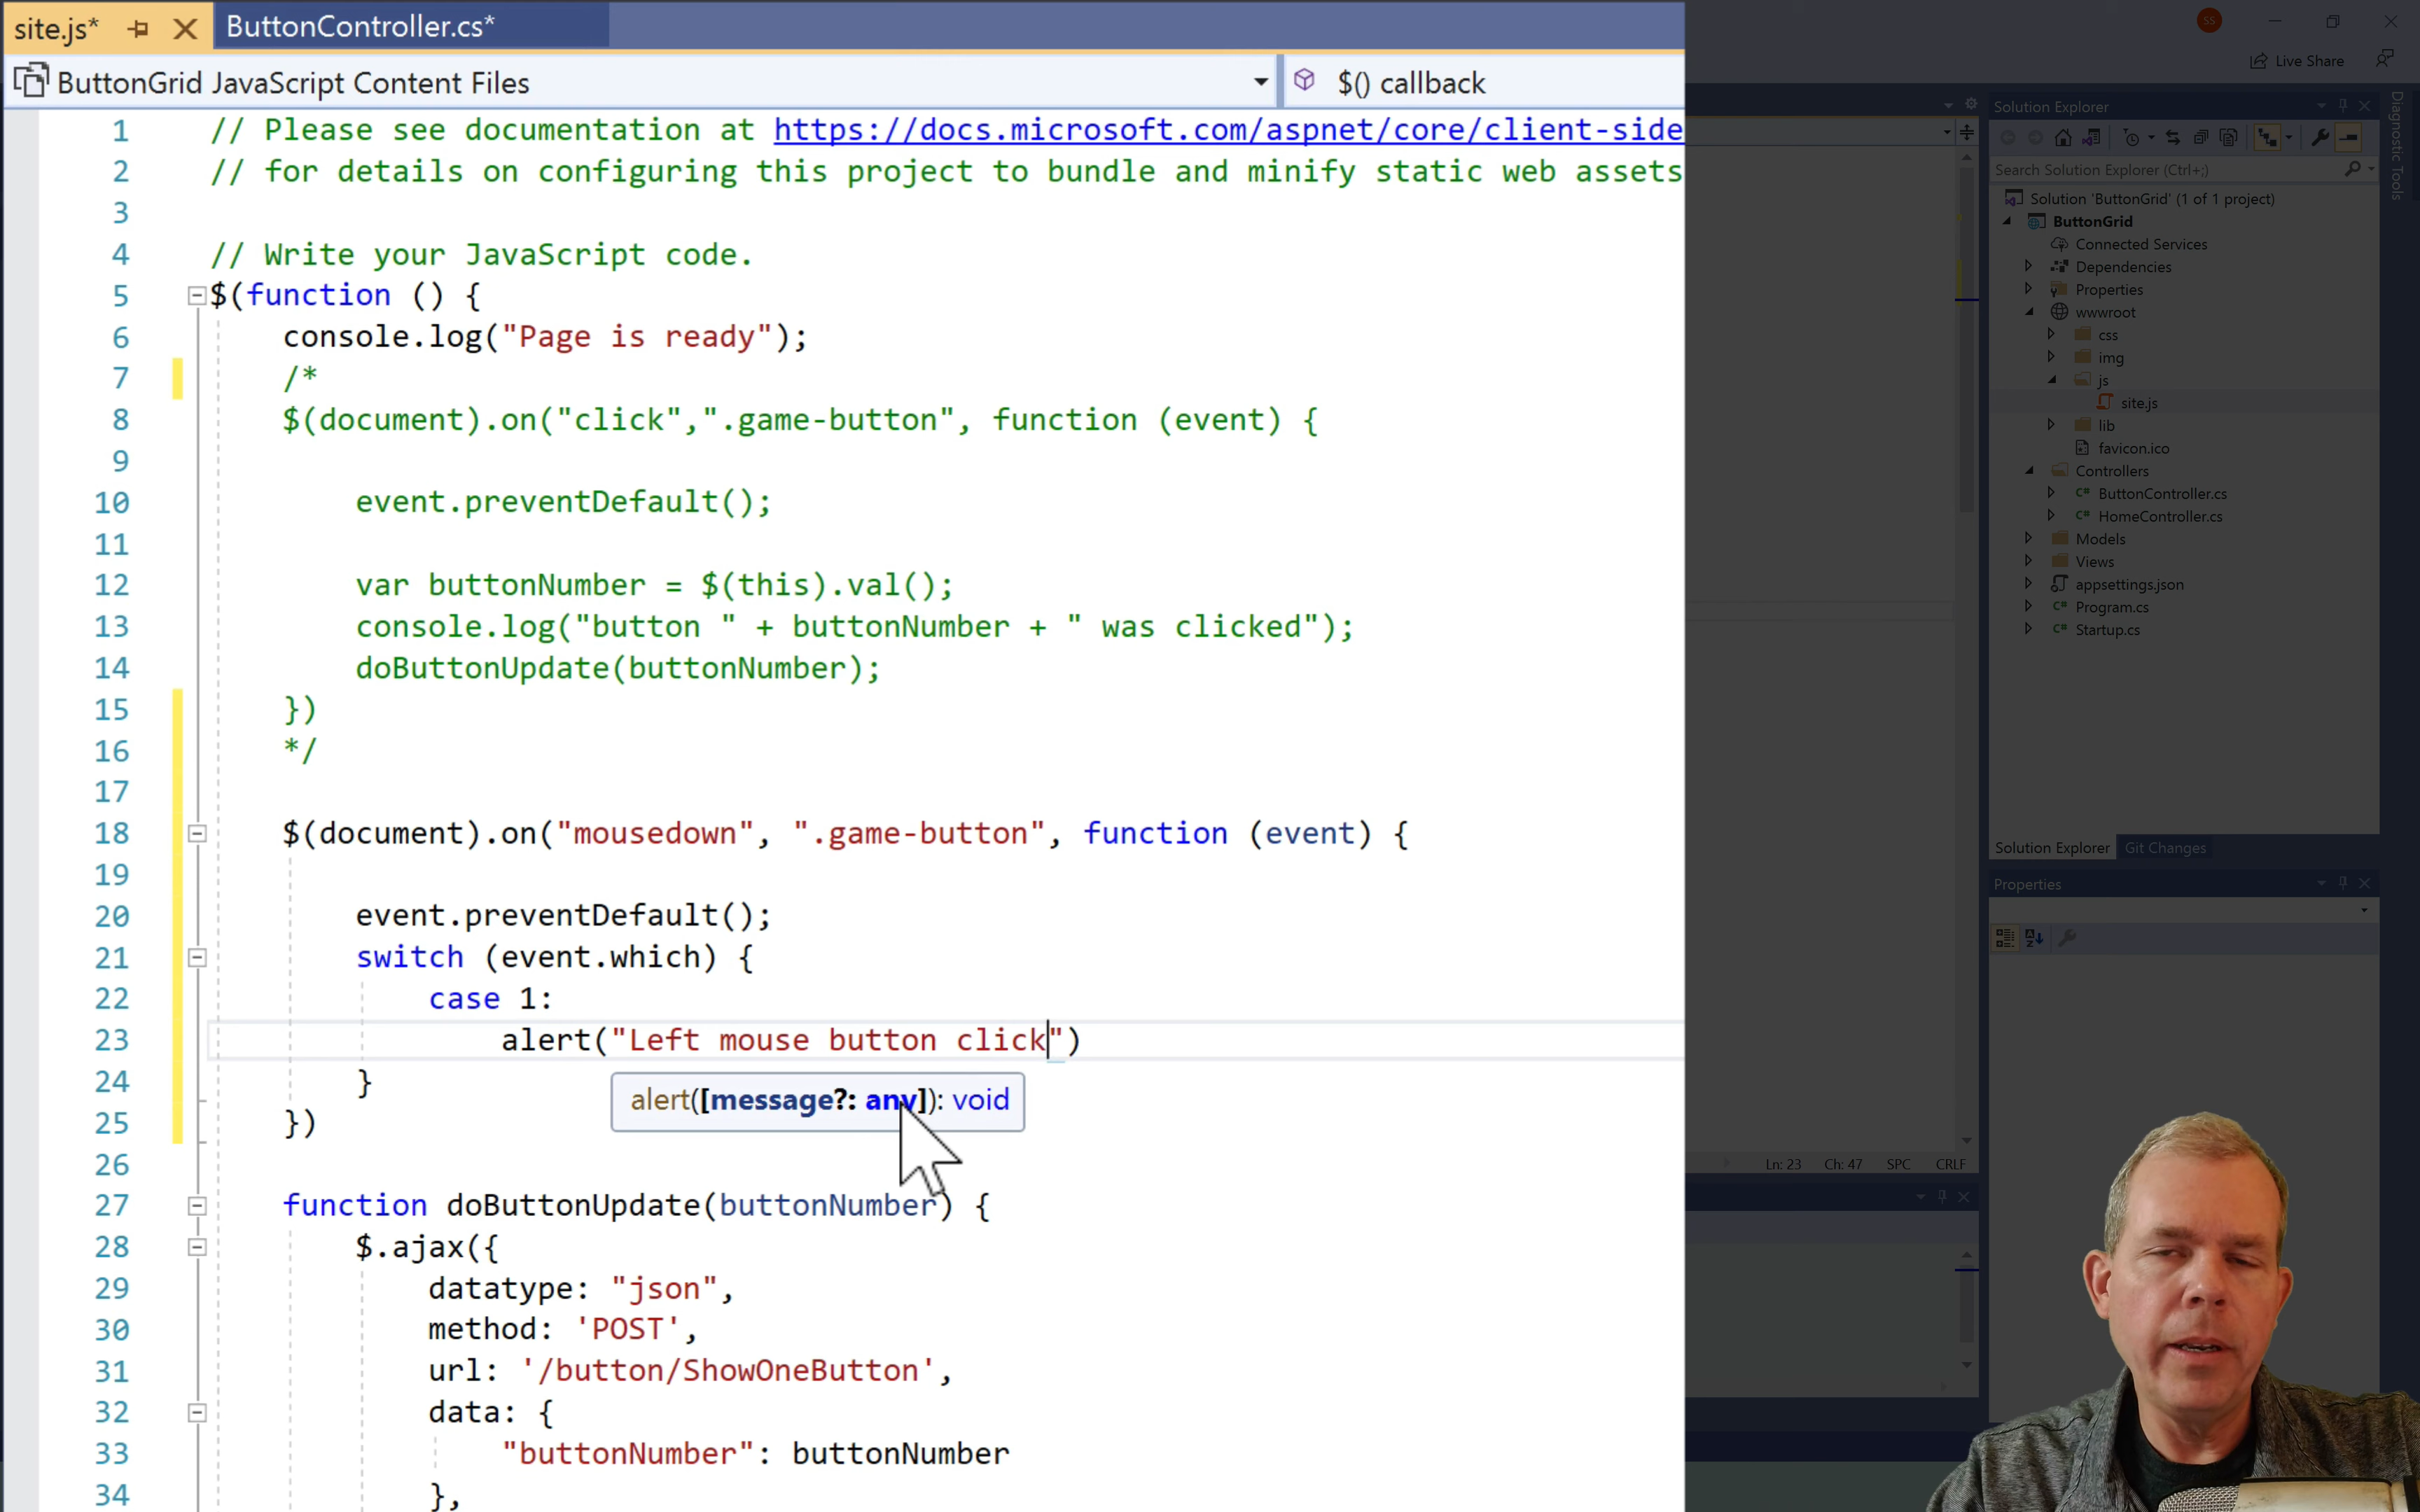 site.js*
ButtonController.cs*
ButtonGrid JavaScript Content Files
$() callback
1 // Please see documentation at https://docs.microsoft.com/aspnet/core/client-side
2 // for details on configuring this project to bundle and minify static web assets
3
4 // Write your JavaScript code.
5 $(function () {
6 console.log("Page is ready");
7 /*
8 $(document).on("click",".game-button", function (event) {
9
10 event.preventDefault();
11
12 var buttonNumber = $(this).val();
13 console.log("button " + buttonNumber + " was clicked");
14 doButtonUpdate(buttonNumber);
15 })
16 */
17
18 $(document).on("mousedown", ".game-button", function (event) {
19
20 event.preventDefault();
21 switch (event.which) {
22 case 1:
23 alert("Left mouse button click")
24 }
alert([message?: any]): void
25 })
26
27 function doButtonUpdate(buttonNumber) {
28 $.ajax({
29 datatype: "json",
30 method: 'POST',
31 url: '/button/ShowOneButton',
32 data: {
33 "buttonNumber": buttonNumber
34 },
SS
Live Share
Diagnostic Tools
Solution Explorer
Search Solution Explorer (Ctrl+;)
Solution 'ButtonGrid' (1 of 1 project)
ButtonGrid
Connected Services
Dependencies
Properties
wwwroot
css
img
js
site.js
lib
favicon.ico
Controllers
C# ButtonController.cs
C# HomeController.cs
Models
Views
appsettings.json
C# Program.cs
C# Startup.cs
Solution Explorer Git Changes
Properties
Ln: 23 Ch: 47 SPC CRLF